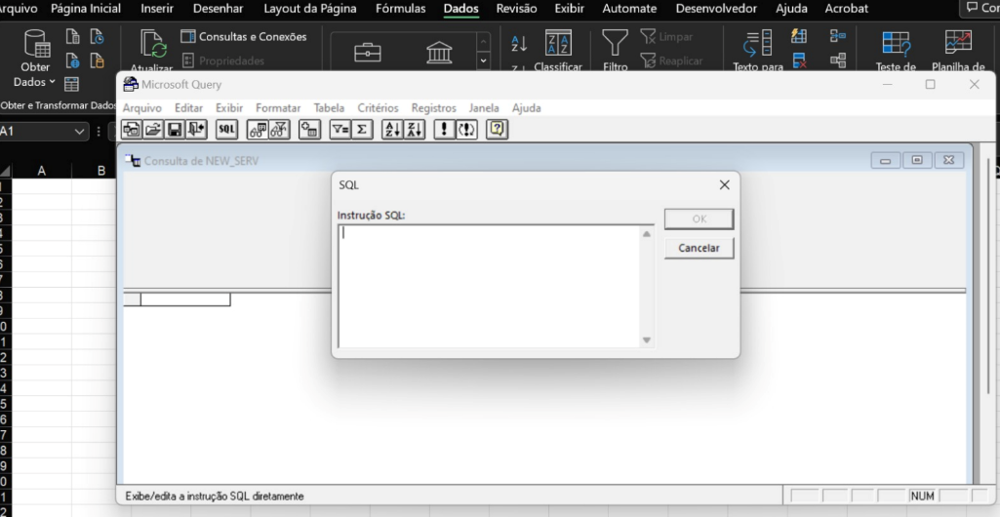 Arquivo Página Inicial Inserir Desenhar Layout da Página Fórmulas Dados Revisão Exibir Automate Desenvolvedor Ajuda Acrobat
Consultas e Conexões
Limpar
Obter
Dados
Atualizar
Propriedades
Classificar
Filtro
Reaplicar
Texto para
Teste de
Planilha de
Obter e Transformar Dados
Microsoft Query
Arquivo Editar Exibir Formatar Tabela Critérios Registros Janela Ajuda
A1
SQL
Consulta de NEW_SERV
A B
SQL
Instrução SQL:
OK
Cancelar
Exibe/edita a instrução SQL diretamente
NUM